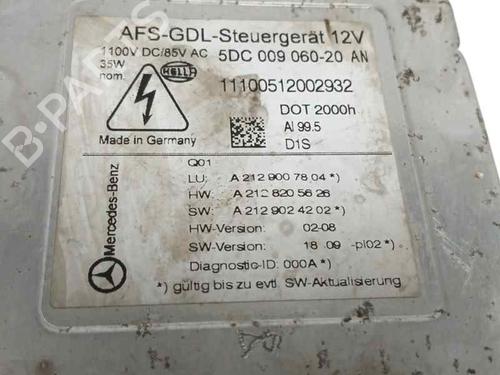 AFS-GDL-Steuergerät 12V
1100V DC/85V AC 5DC 009 060-20 AN
35W
nom.
HELLA
11100512002932
DOT 2000h
Al 99.5
D1S
Made in Germany
Q01
LU: A 212 900 78 04 *)
HW: A 212 820 56 26
SW: A 212 902 42 02 *)
HW-Version: 02-08
SW-Version: 18 .09 -pl02 *)
Diagnostic-ID: 000A *)
*) gültig bis zu evtl. SW-Aktualisierung
Mercedes-Benz
B-PARTS